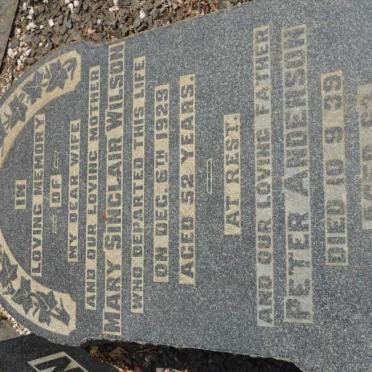 IN
LOVING MEMORY
OF
MY DEAR WIFE
AND OUR LOVING MOTHER
MARY SINCLAIR WILSON
WHO DEPARTED THIS LIFE
ON DEC. 6TH 1929
AGED 52 YEARS.
AT REST.
AND OUR LOVING FATHER
PETER ANDERSON
DIED 10 9 39
AGED